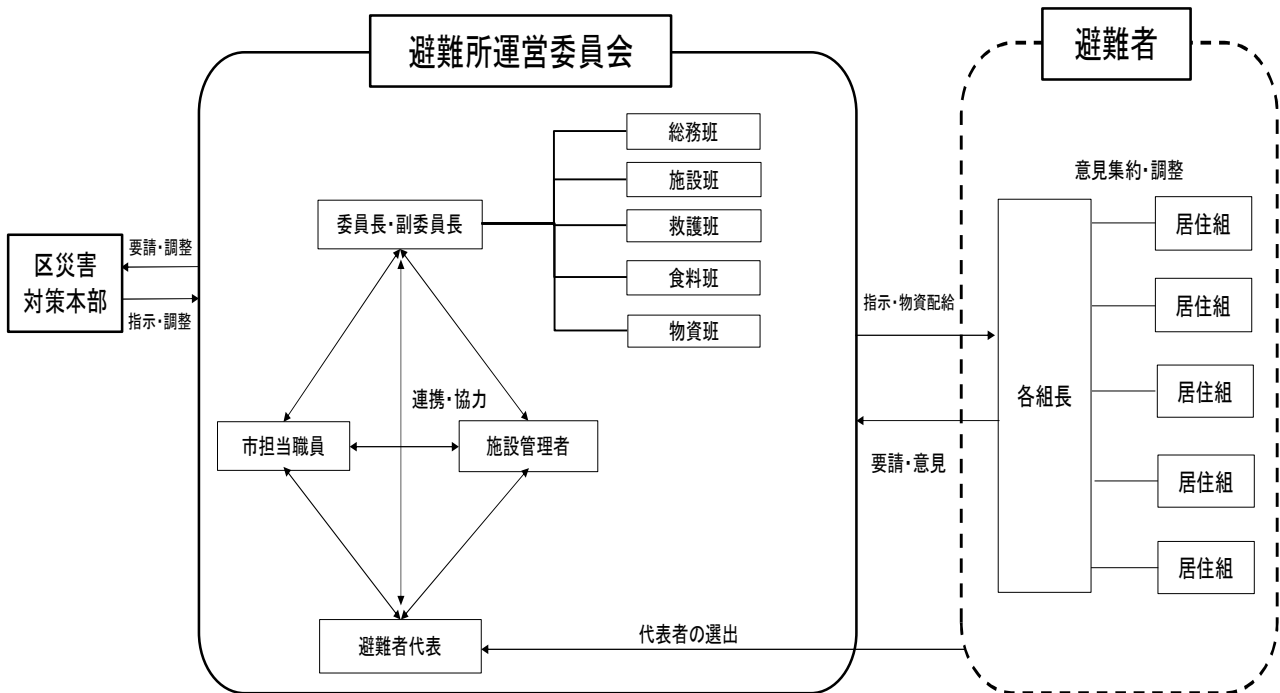 避難所運営委員会
避難者
総務班
施設班
救護班
食料班
物資班
委員長・副委員長
区災害
対策本部
要請・調整
指示・調整
連携・協力
市担当職員
施設管理者
避難者代表
指示・物資配給
要請・意見
代表者の選出
意見集約・調整
各組長
居住組
居住組
居住組
居住組
居住組